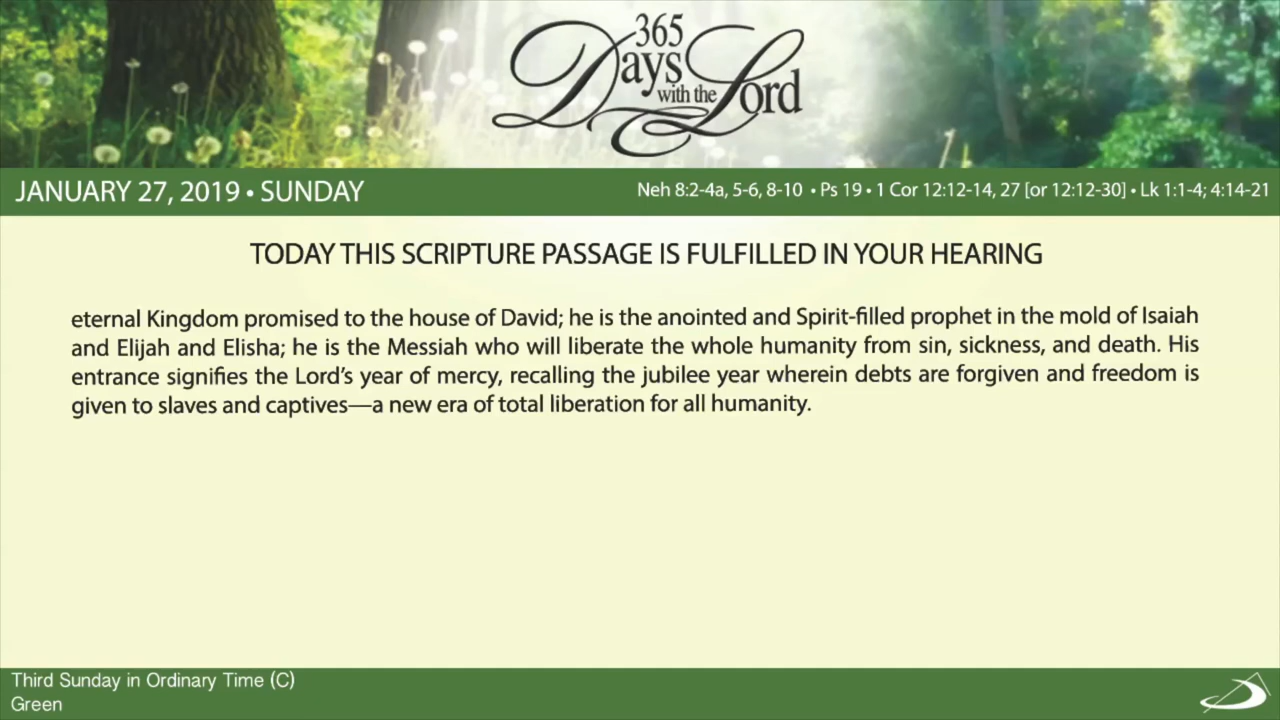 365
Days
with the Lord
JANUARY 27, 2019 • SUNDAY
Neh 8:2-4a, 5-6, 8-10 • Ps 19 • 1 Cor 12:12-14, 27 [or 12:12-30] • Lk 1:1-4; 4:14-21
TODAY THIS SCRIPTURE PASSAGE IS FULFILLED IN YOUR HEARING
eternal Kingdom promised to the house of David; he is the anointed and Spirit-filled prophet in the mold of Isaiah
and Elijah and Elisha; he is the Messiah who will liberate the whole humanity from sin, sickness, and death. His
entrance signifies the Lord’s year of mercy, recalling the jubilee year wherein debts are forgiven and freedom is
given to slaves and captives—a new era of total liberation for all humanity.
Third Sunday in Ordinary Time (C)
Green